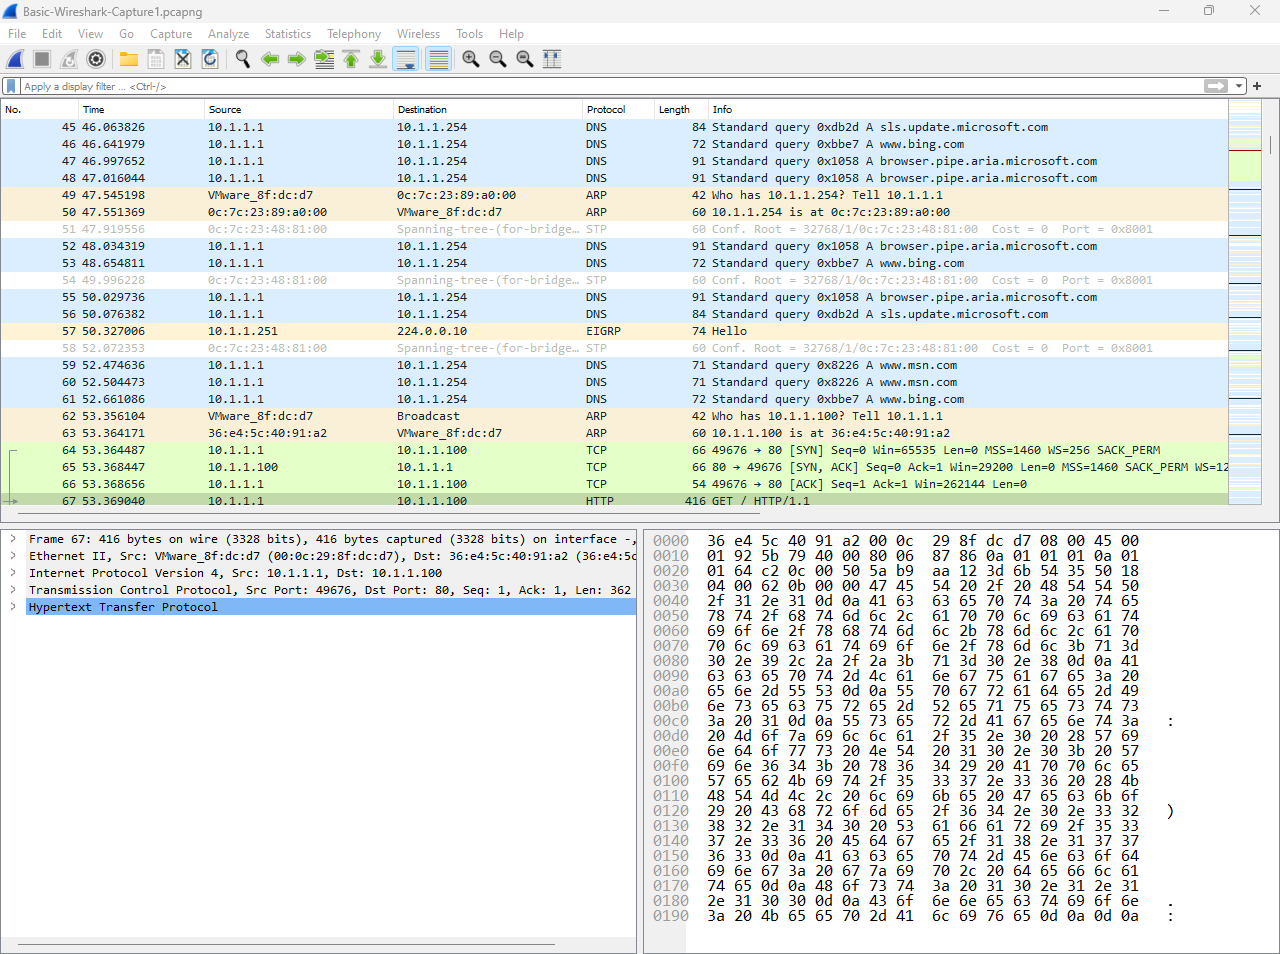 Basic-Wireshark-Capture1.pcapng
File Edit View Go Capture Analyze Statistics Telephony Wireless Tools Help
Apply a display filter ... <Ctrl-/>
No. Time Source Destination Protocol Length Info
45 46.063826 10.1.1.1 10.1.1.254 DNS 84 Standard query 0xdb2d A sls.update.microsoft.com
46 46.641979 10.1.1.1 10.1.1.254 DNS 72 Standard query 0xbbe7 A www.bing.com
47 46.997652 10.1.1.1 10.1.1.254 DNS 91 Standard query 0x1058 A browser.pipe.aria.microsoft.com
48 47.016044 10.1.1.1 10.1.1.254 DNS 91 Standard query 0x1058 A browser.pipe.aria.microsoft.com
49 47.545198 VMware_8f:dc:d7 0c:7c:23:89:a0:00 ARP 42 Who has 10.1.1.254? Tell 10.1.1.1
50 47.551369 0c:7c:23:89:a0:00 VMware_8f:dc:d7 ARP 60 10.1.1.254 is at 0c:7c:23:89:a0:00
51 47.919556 0c:7c:23:48:81:00 Spanning-tree-(for-bridge… STP 60 Conf. Root = 32768/1/0c:7c:23:48:81:00 Cost = 0 Port = 0x8001
52 48.034319 10.1.1.1 10.1.1.254 DNS 91 Standard query 0x1058 A browser.pipe.aria.microsoft.com
53 48.654811 10.1.1.1 10.1.1.254 DNS 72 Standard query 0xbbe7 A www.bing.com
54 49.996228 0c:7c:23:48:81:00 Spanning-tree-(for-bridge… STP 60 Conf. Root = 32768/1/0c:7c:23:48:81:00 Cost = 0 Port = 0x8001
55 50.029736 10.1.1.1 10.1.1.254 DNS 91 Standard query 0x1058 A browser.pipe.aria.microsoft.com
56 50.076382 10.1.1.1 10.1.1.254 DNS 84 Standard query 0xdb2d A sls.update.microsoft.com
57 50.327006 10.1.1.251 224.0.0.10 EIGRP 74 Hello
58 52.072353 0c:7c:23:48:81:00 Spanning-tree-(for-bridge… STP 60 Conf. Root = 32768/1/0c:7c:23:48:81:00 Cost = 0 Port = 0x8001
59 52.474636 10.1.1.1 10.1.1.254 DNS 71 Standard query 0x8226 A www.msn.com
60 52.504473 10.1.1.1 10.1.1.254 DNS 71 Standard query 0x8226 A www.msn.com
61 52.661086 10.1.1.1 10.1.1.254 DNS 72 Standard query 0xbbe7 A www.bing.com
62 53.356104 VMware_8f:dc:d7 Broadcast ARP 42 Who has 10.1.1.100? Tell 10.1.1.1
63 53.364171 36:e4:5c:40:91:a2 VMware_8f:dc:d7 ARP 60 10.1.1.100 is at 36:e4:5c:40:91:a2
64 53.364487 10.1.1.1 10.1.1.100 TCP 66 49676 → 80 [SYN] Seq=0 Win=65535 Len=0 MSS=1460 WS=256 SACK_PERM
65 53.368447 10.1.1.100 10.1.1.1 TCP 66 80 → 49676 [SYN, ACK] Seq=0 Ack=1 Win=29200 Len=0 MSS=1460 SACK_PERM WS=12
66 53.368656 10.1.1.1 10.1.1.100 TCP 54 49676 → 80 [ACK] Seq=1 Ack=1 Win=262144 Len=0
67 53.369040 10.1.1.1 10.1.1.100 HTTP 416 GET / HTTP/1.1
Frame 67: 416 bytes on wire (3328 bits), 416 bytes captured (3328 bits) on interface -,
Ethernet II, Src: VMware_8f:dc:d7 (00:0c:29:8f:dc:d7), Dst: 36:e4:5c:40:91:a2 (36:e4:5c
Internet Protocol Version 4, Src: 10.1.1.1, Dst: 10.1.1.100
Transmission Control Protocol, Src Port: 49676, Dst Port: 80, Seq: 1, Ack: 1, Len: 362
Hypertext Transfer Protocol
0000 36 e4 5c 40 91 a2 00 0c 29 8f dc d7 08 00 45 00
0010 01 92 5b 79 40 00 80 06 87 86 0a 01 01 01 0a 01
0020 01 64 c2 0c 00 50 5a b9 aa 12 3d 6b 54 35 50 18
0030 04 00 62 0b 00 00 47 45 54 20 2f 20 48 54 54 50
0040 2f 31 2e 31 0d 0a 41 63 63 65 70 74 3a 20 74 65
0050 78 74 2f 68 74 6d 6c 2c 61 70 70 6c 69 63 61 74
0060 69 6f 6e 2f 78 68 74 6d 6c 2b 78 6d 6c 2c 61 70
0070 70 6c 69 63 61 74 69 6f 6e 2f 78 6d 6c 3b 71 3d
0080 30 2e 39 2c 2a 2f 2a 3b 71 3d 30 2e 38 0d 0a 41
0090 63 63 65 70 74 2d 4c 61 6e 67 75 61 67 65 3a 20
00a0 65 6e 2d 55 53 0d 0a 55 70 67 72 61 64 65 2d 49
00b0 6e 73 65 63 75 72 65 2d 52 65 71 75 65 73 74 73
00c0 3a 20 31 0d 0a 55 73 65 72 2d 41 67 65 6e 74 3a :
00d0 20 4d 6f 7a 69 6c 6c 61 2f 35 2e 30 20 28 57 69
00e0 6e 64 6f 77 73 20 4e 54 20 31 30 2e 30 3b 20 57
00f0 69 6e 36 34 3b 20 78 36 34 29 20 41 70 70 6c 65
0100 57 65 62 4b 69 74 2f 35 33 37 2e 33 36 20 28 4b
0110 48 54 4d 4c 2c 20 6c 69 6b 65 20 47 65 63 6b 6f
0120 29 20 43 68 72 6f 6d 65 2f 36 34 2e 30 2e 33 32 )
0130 38 32 2e 31 34 30 20 53 61 66 61 72 69 2f 35 33
0140 37 2e 33 36 20 45 64 67 65 2f 31 38 2e 31 37 37
0150 36 33 0d 0a 41 63 63 65 70 74 2d 45 6e 63 6f 64
0160 69 6e 67 3a 20 67 7a 69 70 2c 20 64 65 66 6c 61
0170 74 65 0d 0a 48 6f 73 74 3a 20 31 30 2e 31 2e 31
0180 2e 31 30 30 0d 0a 43 6f 6e 6e 65 63 74 69 6f 6e .
0190 3a 20 4b 65 65 70 2d 41 6c 69 76 65 0d 0a 0d 0a :